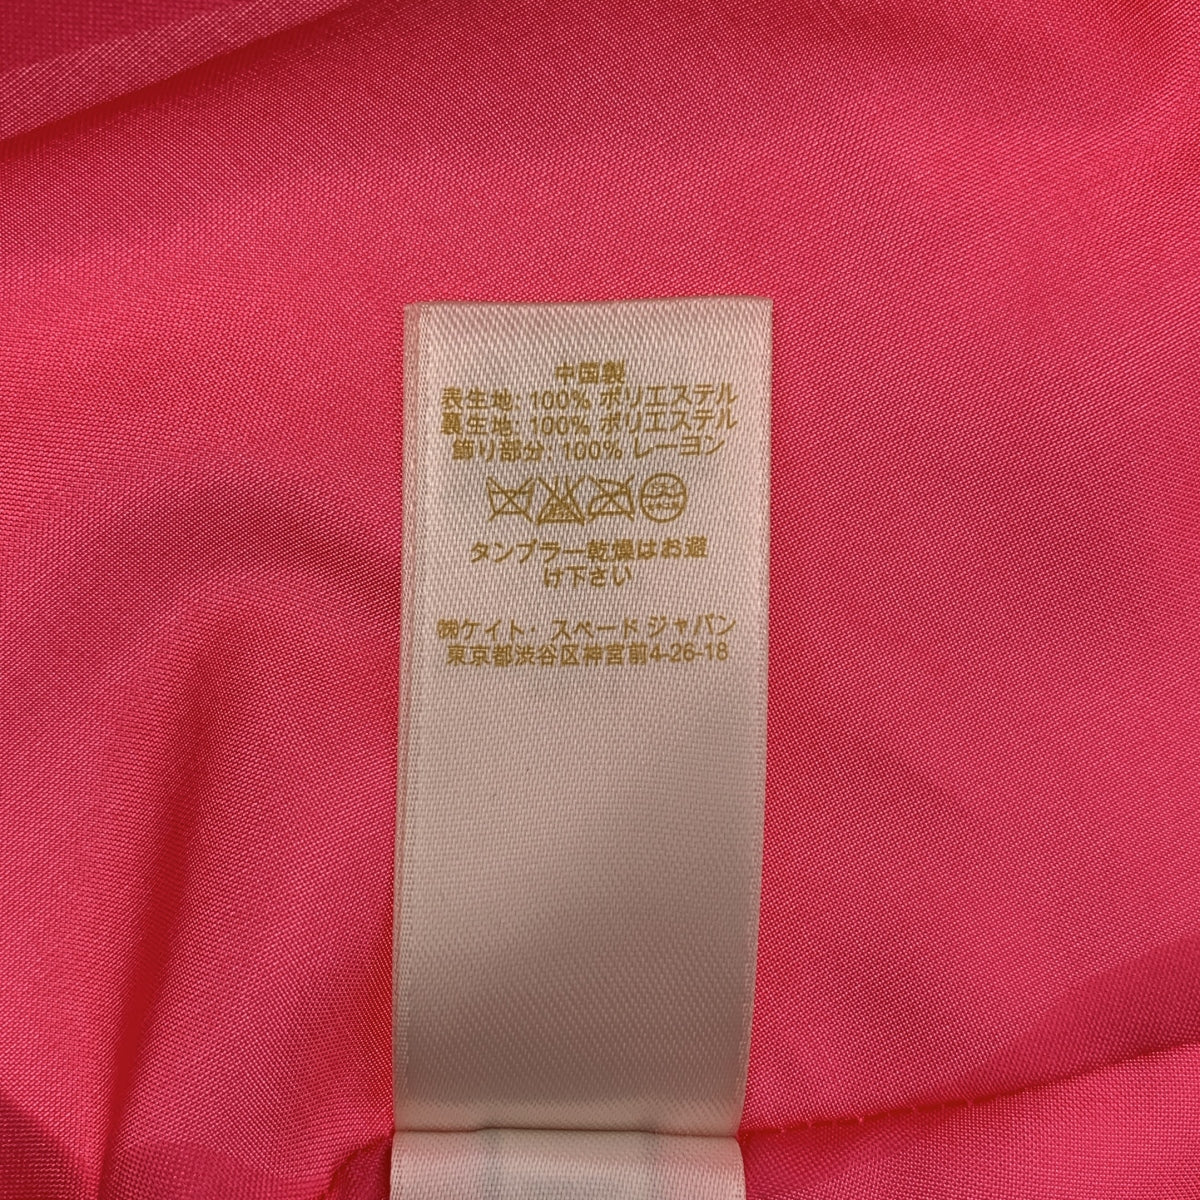 中国製
表生地: 100% ポリエステル
裏生地: 100% ポリエステル
飾り部分: 100% レーヨン
タンブラー乾燥はお避
け下さい
㈱ケイト・スペード ジャパン
東京都渋谷区神宮前4-26-18